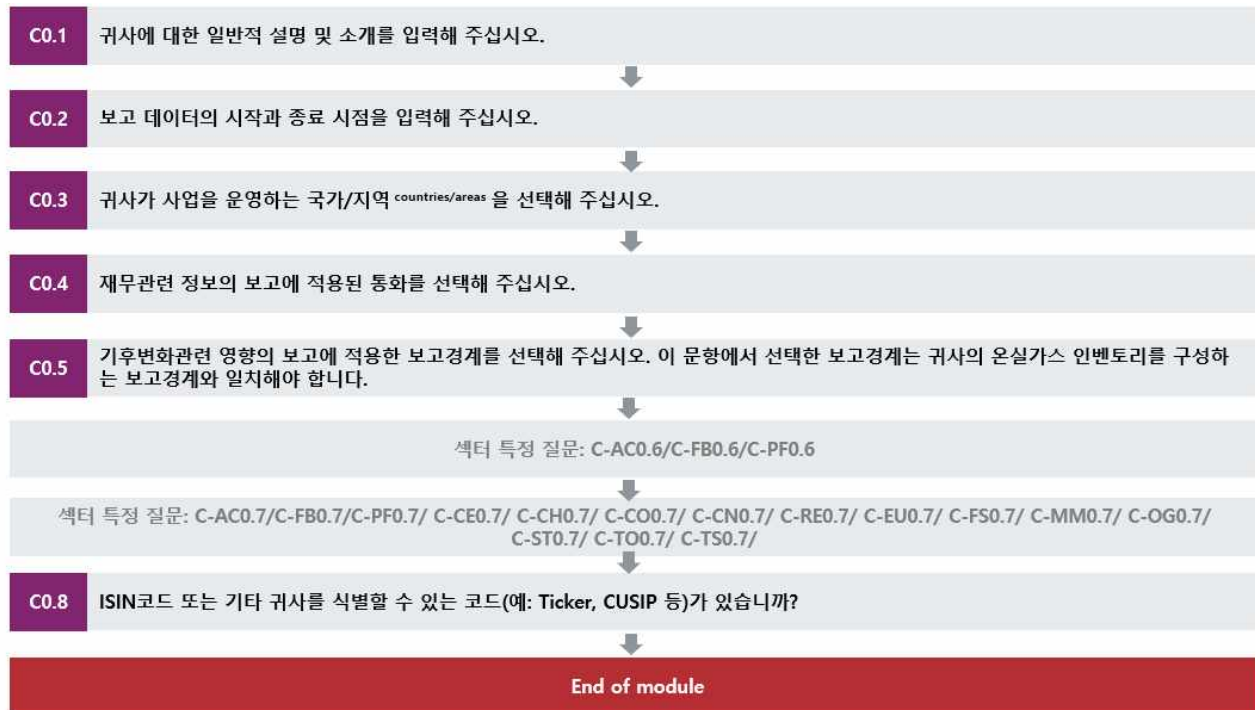 C0.1 귀사에 대한 일반적 설명 및 소개를 입력해 주십시오.
C0.2 보고 데이터의 시작과 종료 시점을 입력해 주십시오.
C0.3 귀사가 사업을 운영하는 국가/지역 countries/areas 을 선택해 주십시오.
C0.4 재무관련 정보의 보고에 적용된 통화를 선택해 주십시오.
C0.5 기후변화관련 영향의 보고에 적용한 보고경계를 선택해 주십시오. 이 문항에서 선택한 보고경계는 귀사의 온실가스 인벤토리를 구성하
는 보고경계와 일치해야 합니다.
섹터 특정 질문: C-AC0.6/C-FB0.6/C-PF0.6
섹터 특정 질문: C-AC0.7/C-FB0.7/C-PF0.7/ C-CE0.7/ C-CH0.7/ C-CO0.7/ C-CN0.7/ C-RE0.7/ C-EU0.7/ C-FS0.7/ C-MM0.7/ C-OG0.7/
C-ST0.7/ C-TO0.7/ C-TS0.7/
C0.8 ISIN코드 또는 기타 귀사를 식별할 수 있는 코드(예: Ticker, CUSIP 등)가 있습니까?
End of module